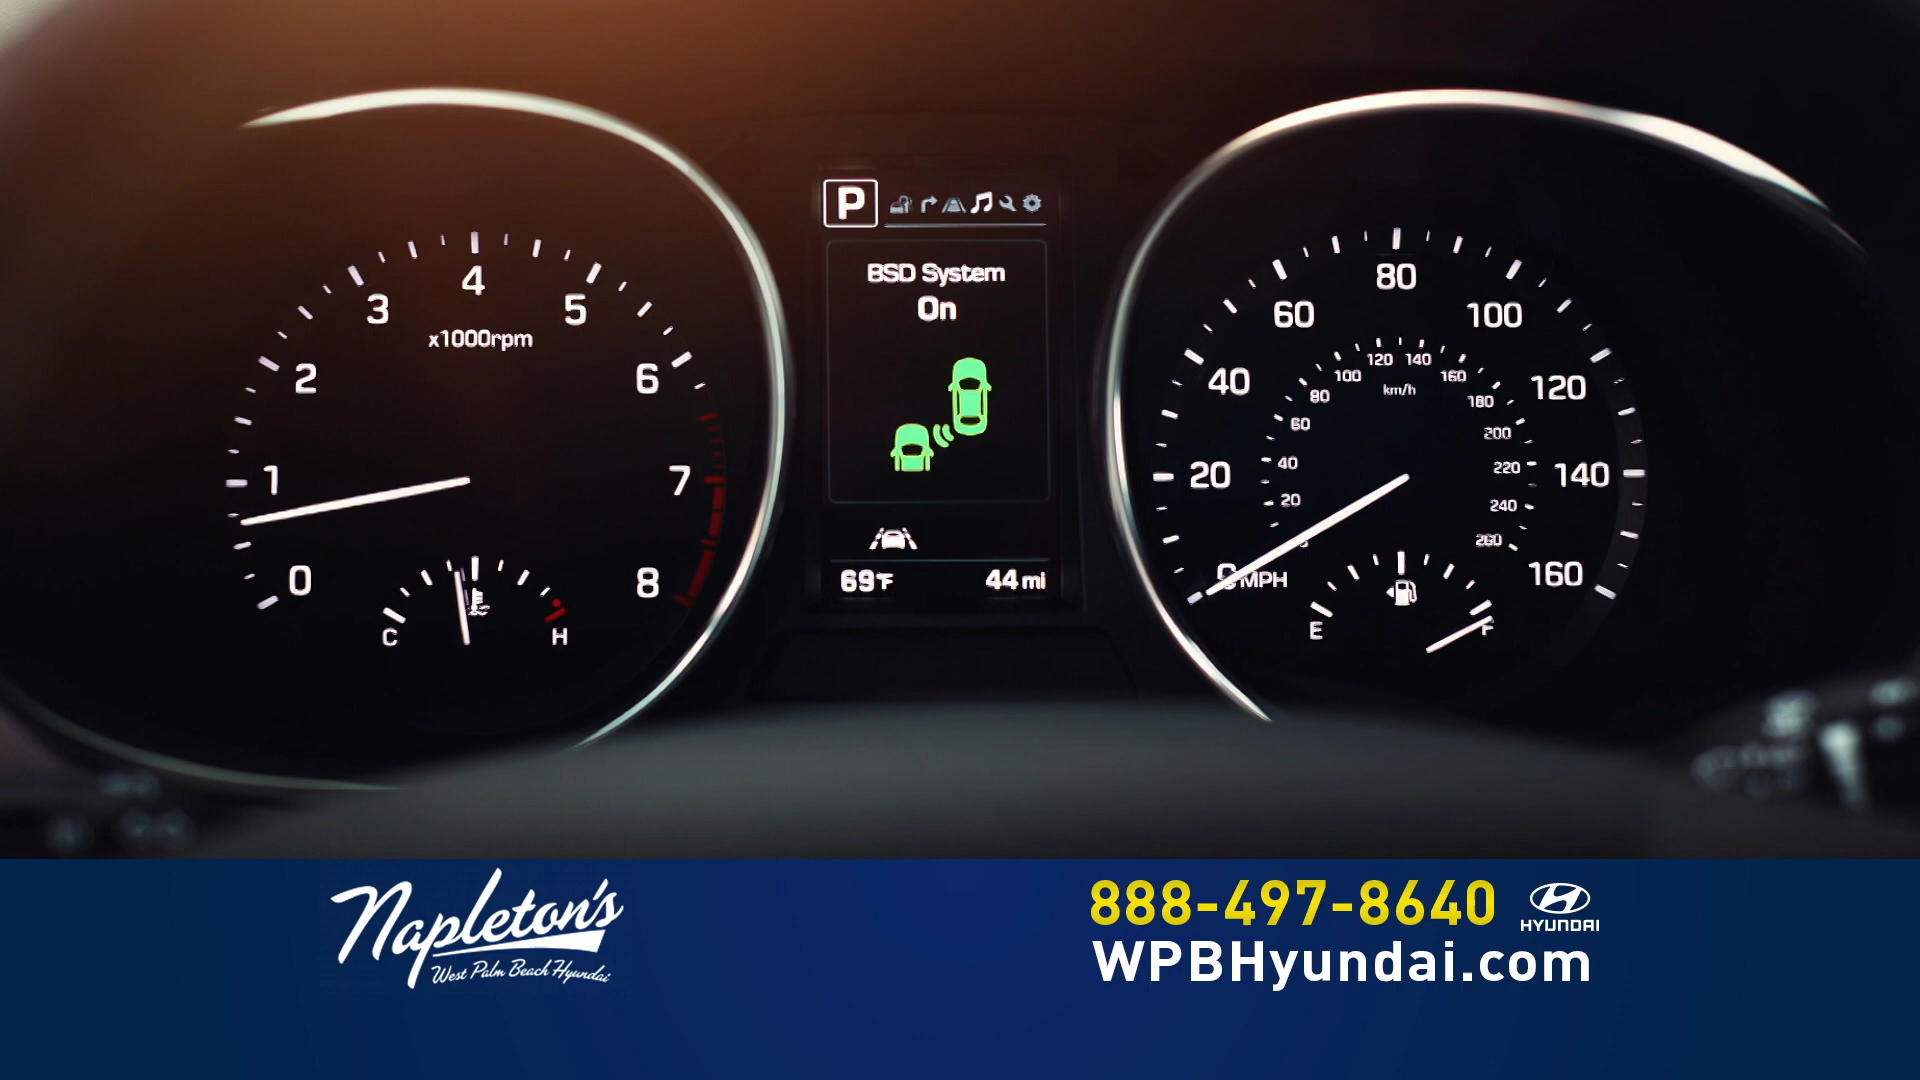 P
BSD System
On
69°F 44 mi
0 1 2 3 4 5 6 7 8
x1000rpm
C H
20 40 60 80 100 120 140 160
MPH
20 40 60 80 100 120 140 160 180 200 220 240 260
km/h
E F
Napleton's
West Palm Beach Hyundai
888-497-8640
HYUNDAI
WPBHyundai.com